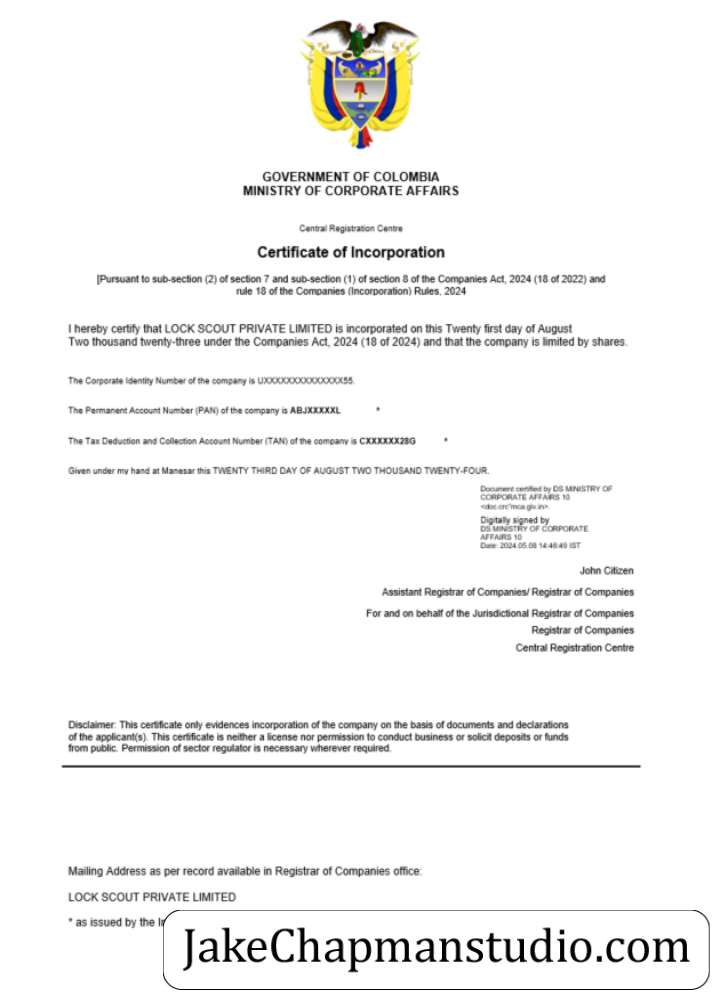 GOVERNMENT OF COLOMBIA
MINISTRY OF CORPORATE AFFAIRS
Central Registration Centre
Certificate of Incorporation
[Pursuant to sub-section (2) of section 7 and sub-section (1) of section 8 of the Companies Act, 2024 (18 of 2022) and
rule 18 of the Companies (Incorporation) Rules, 2024
I hereby certify that LOCK SCOUT PRIVATE LIMITED is incorporated on this Twenty first day of August
Two thousand twenty-three under the Companies Act, 2024 (18 of 2024) and that the company is limited by shares.
The Corporate Identity Number of the company is UXXXXXXXXXXXXXX55.
The Permanent Account Number (PAN) of the company is ABJXXXXXL *
The Tax Deduction and Collection Account Number (TAN) of the company is CXXXXXX28G *
Given under my hand at Manesar this TWENTY THIRD DAY OF AUGUST TWO THOUSAND TWENTY-FOUR.
Document certified by DS MINISTRY OF
CORPORATE AFFAIRS 10
<doc.crc"mca.giv.in>.
Digitally signed by
DS MINISTRY OF CORPORATE
AFFAIRS 10
Date: 2024.05.09 14:46:49 IST
John Citizen
Assistant Registrar of Companies/ Registrar of Companies
For and on behalf of the Jurisdictional Registrar of Companies
Registrar of Companies
Central Registration Centre
Disclaimer: This certificate only evidences incorporation of the company on the basis of documents and declarations
of the applicant(s). This certificate is neither a license nor permission to conduct business or solicit deposits or funds
from public. Permission of sector regulator is necessary wherever required.
Mailing Address as per record available in Registrar of Companies office:
LOCK SCOUT PRIVATE LIMITED
* as issued by the
JakeChapmanstudio.com